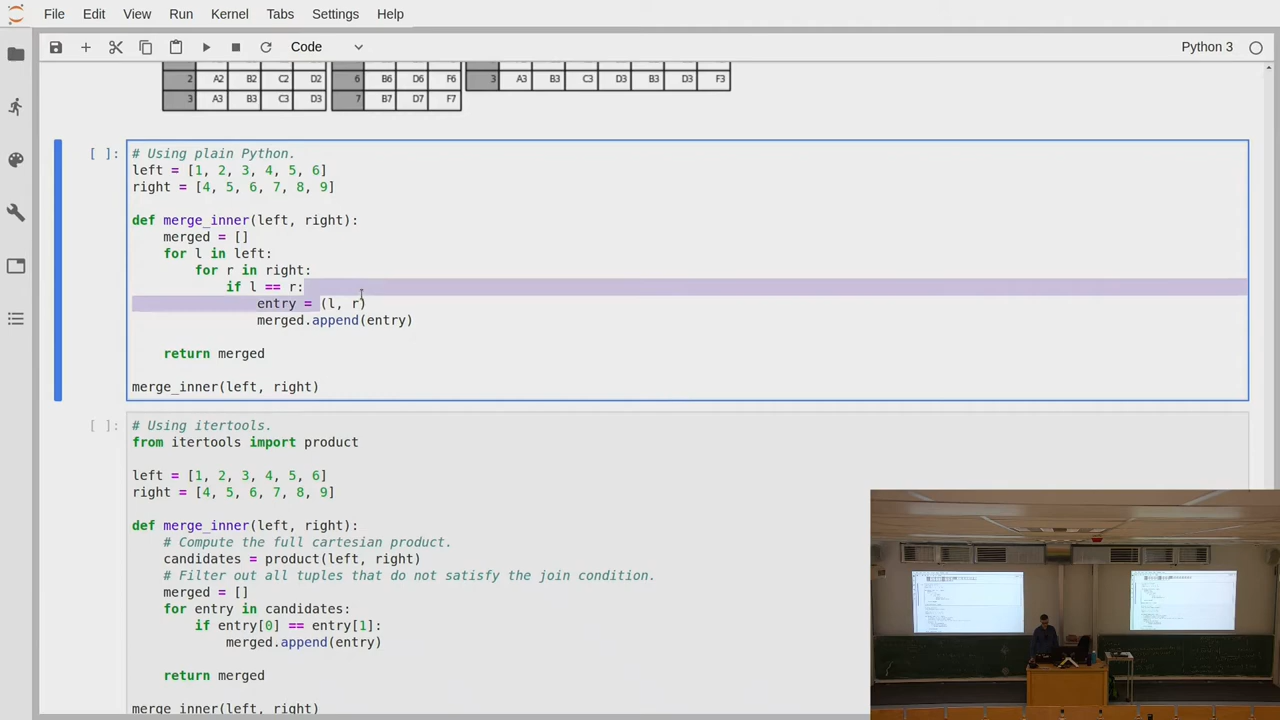 File Edit View Run Kernel Tabs Settings Help
Code Python 3
2 A2 B2 C2 D2 6 B6 D6 F6 3 A3 B3 C3 D3 B3 D3 F3
3 A3 B3 C3 D3 7 B7 D7 F7
[ ]: # Using plain Python.
left = [1, 2, 3, 4, 5, 6]
right = [4, 5, 6, 7, 8, 9]
def merge_inner(left, right):
merged = []
for l in left:
for r in right:
if l == r:
entry = (l, r)
merged.append(entry)
return merged
merge_inner(left, right)
[ ]: # Using itertools.
from itertools import product
left = [1, 2, 3, 4, 5, 6]
right = [4, 5, 6, 7, 8, 9]
def merge_inner(left, right):
# Compute the full cartesian product.
candidates = product(left, right)
# Filter out all tuples that do not satisfy the join condition.
merged = []
for entry in candidates:
if entry[0] == entry[1]:
merged.append(entry)
return merged
merge_inner(left, right)